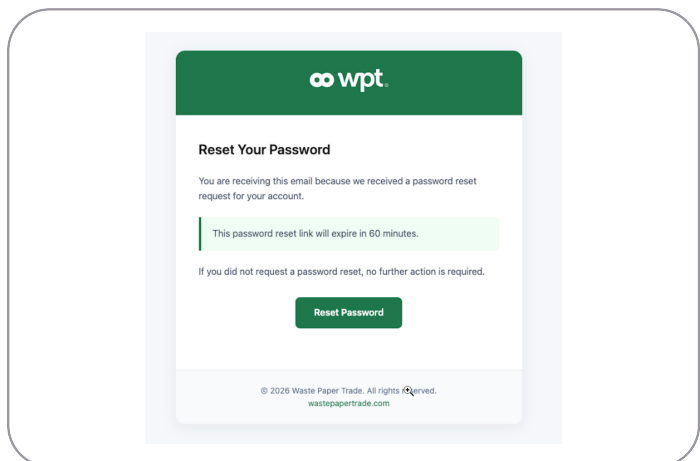 wpt.
Reset Your Password
You are receiving this email because we received a password reset
request for your account.
This password reset link will expire in 60 minutes.
If you did not request a password reset, no further action is required.
Reset Password
© 2026 Waste Paper Trade. All rights reserved.
wastepapertrade.com